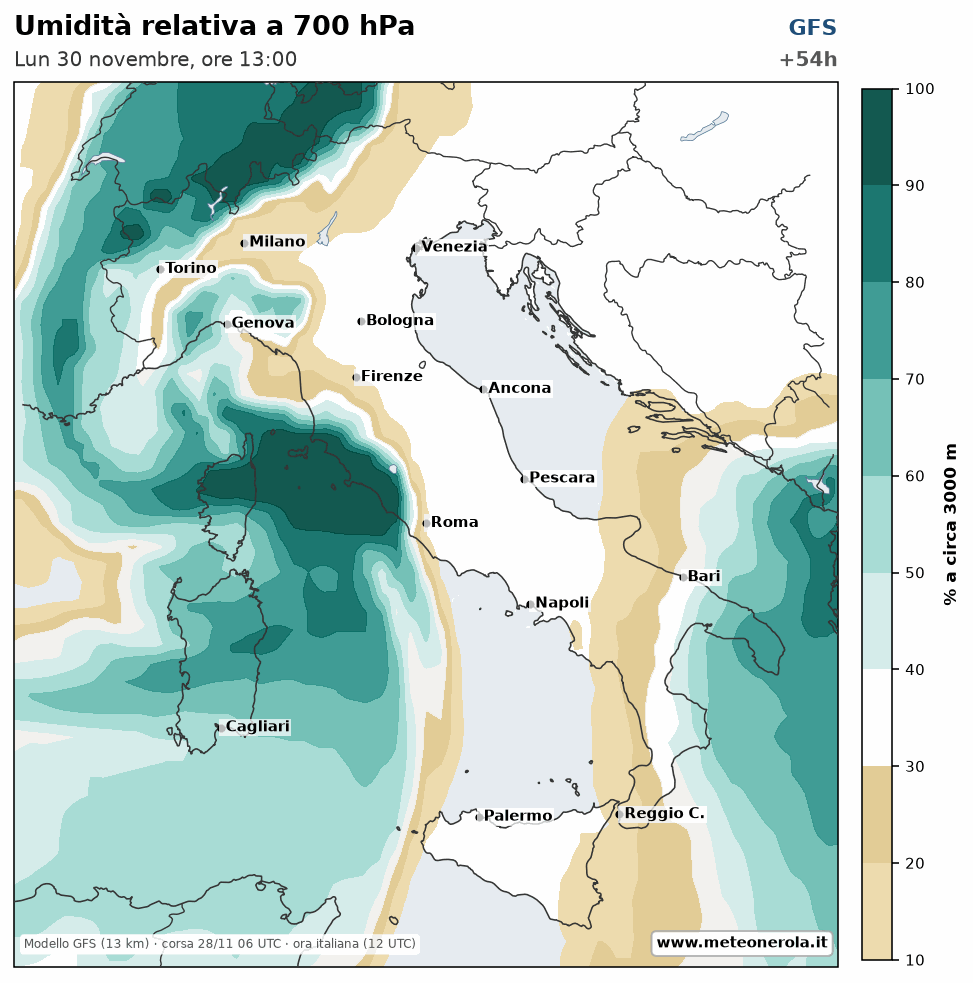 Umidità relativa a 700 hPa
GFS
Lun 30 novembre, ore 13:00
+54h
100
90
80
70
60
50
40
30
20
10
% a circa 3000 m
Milano
Venezia
Torino
Genova
Bologna
Firenze
Ancona
Pescara
Roma
Bari
Napoli
Cagliari
Palermo
Reggio C.
Modello GFS (13 km) · corsa 28/11 06 UTC · ora italiana (12 UTC)
www.meteonerola.it